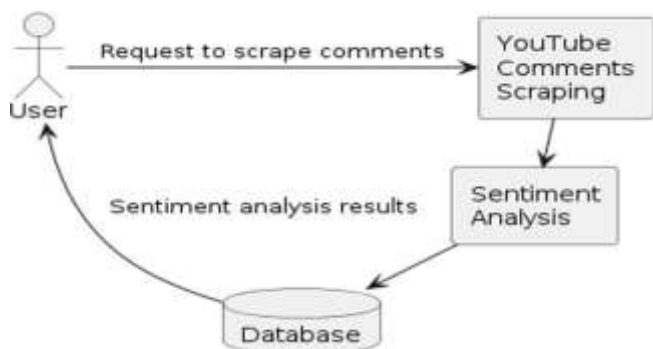 Request to scrape comments
YouTube
Comments
Scraping
User
Sentiment
Analysis
Sentiment analysis results
Database